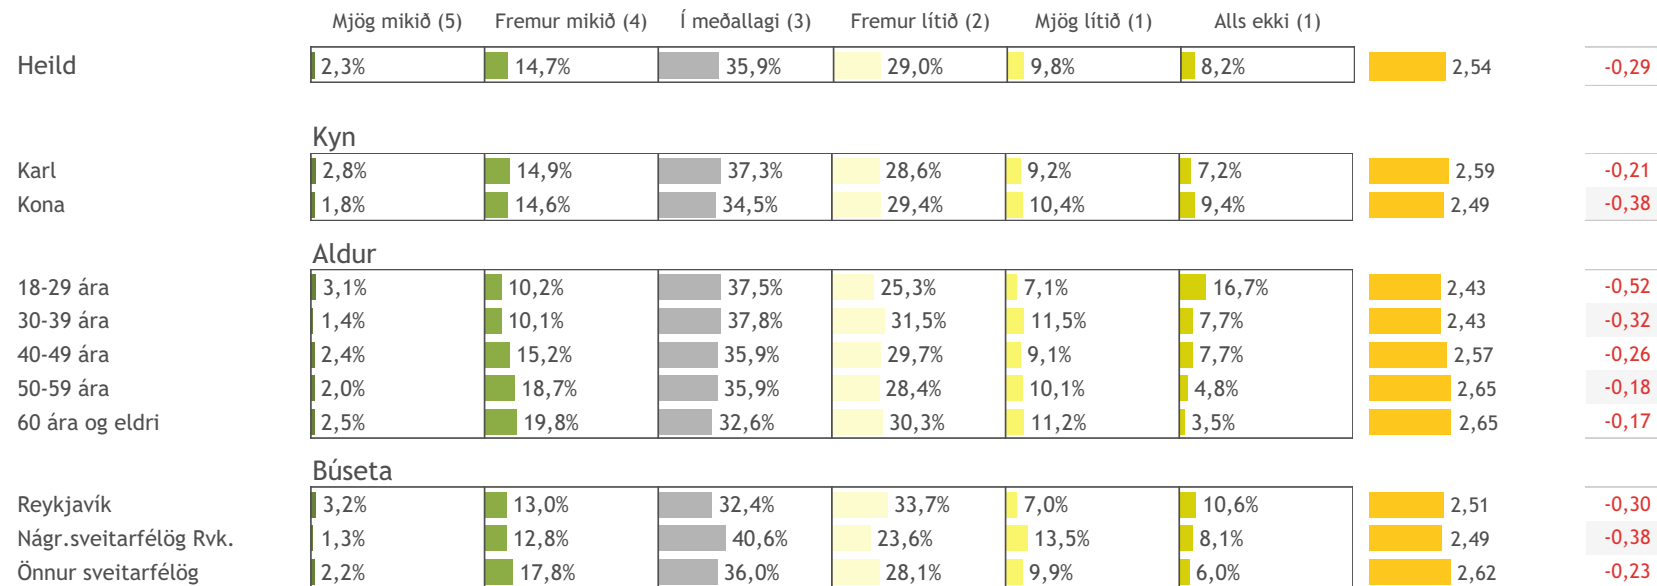 Mjög mikið (5) Fremur mikið (4) Í meðallagi (3) Fremur lítið (2) Mjög lítið (1) Alls ekki (1)
Heild 2,3% 14,7% 35,9% 29,0% 9,8% 8,2% 2,54 -0,29
Kyn
Karl 2,8% 14,9% 37,3% 28,6% 9,2% 7,2% 2,59 -0,21
Kona 1,8% 14,6% 34,5% 29,4% 10,4% 9,4% 2,49 -0,38
Aldur
18-29 ára 3,1% 10,2% 37,5% 25,3% 7,1% 16,7% 2,43 -0,52
30-39 ára 1,4% 10,1% 37,8% 31,5% 11,5% 7,7% 2,43 -0,32
40-49 ára 2,4% 15,2% 35,9% 29,7% 9,1% 7,7% 2,57 -0,26
50-59 ára 2,0% 18,7% 35,9% 28,4% 10,1% 4,8% 2,65 -0,18
60 ára og eldri 2,5% 19,8% 32,6% 30,3% 11,2% 3,5% 2,65 -0,17
Búseta
Reykjavík 3,2% 13,0% 32,4% 33,7% 7,0% 10,6% 2,51 -0,30
Nágr.sveitarfélög Rvk. 1,3% 12,8% 40,6% 23,6% 13,5% 8,1% 2,49 -0,38
Önnur sveitarfélög 2,2% 17,8% 36,0% 28,1% 9,9% 6,0% 2,62 -0,23